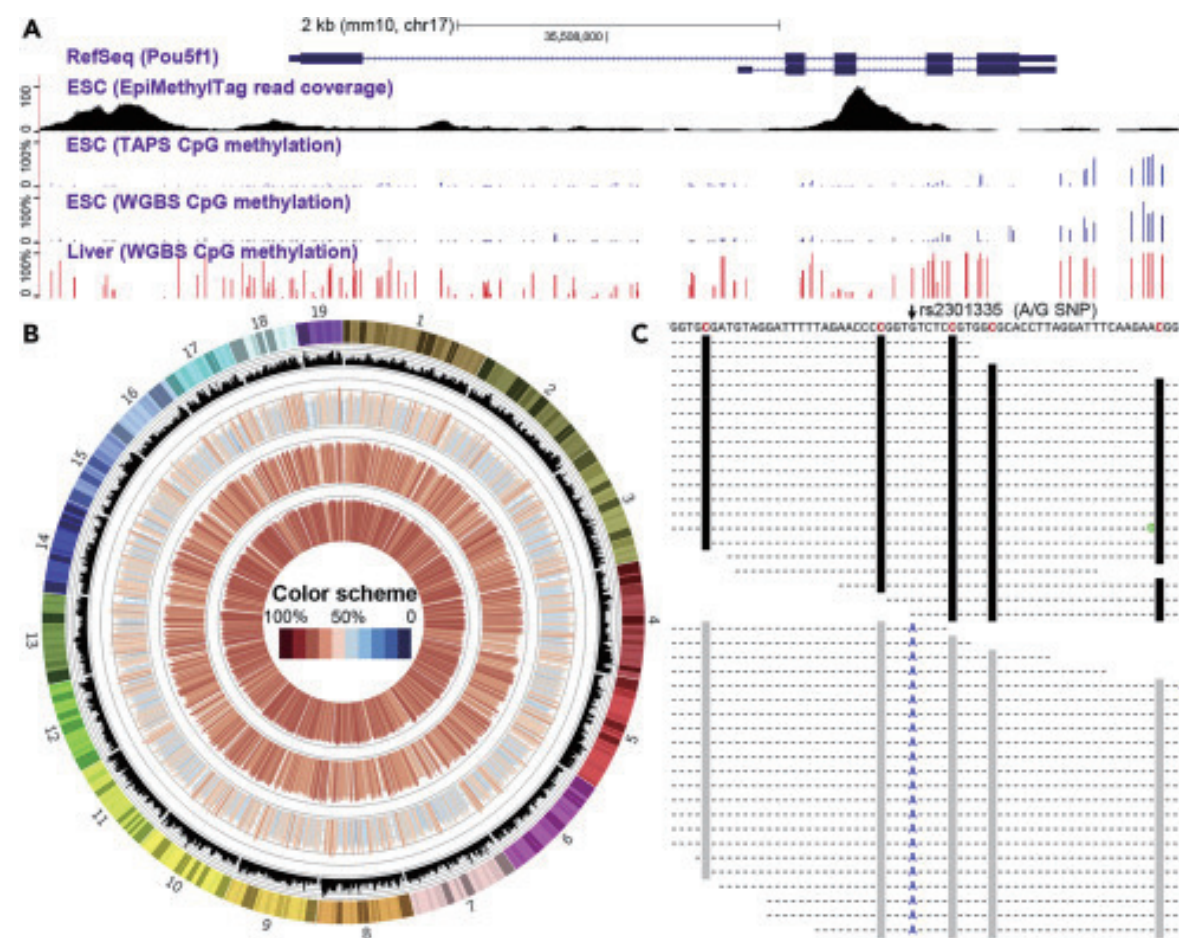 A
2 kb (mm10, chr17)
35,508,000|
RefSeq (Pou5f1)
ESC (EpiMethylTag read coverage)
100
0
ESC (TAPS CpG methylation)
100%
0
ESC (WGBS CpG methylation)
100%
0
Liver (WGBS CpG methylation)
100%
0
B
1
2
3
4
5
6
7
8
9
10
11
12
13
14
15
16
17
18
19
Color scheme
100% 50% 0
C
rs2301335 (A/G SNP)
GGTGCGATGTAGGATTTTTAGAACCCCGGTGTCTCCGTGGCGCACCTTAGGATTTCAAGAACGG
A